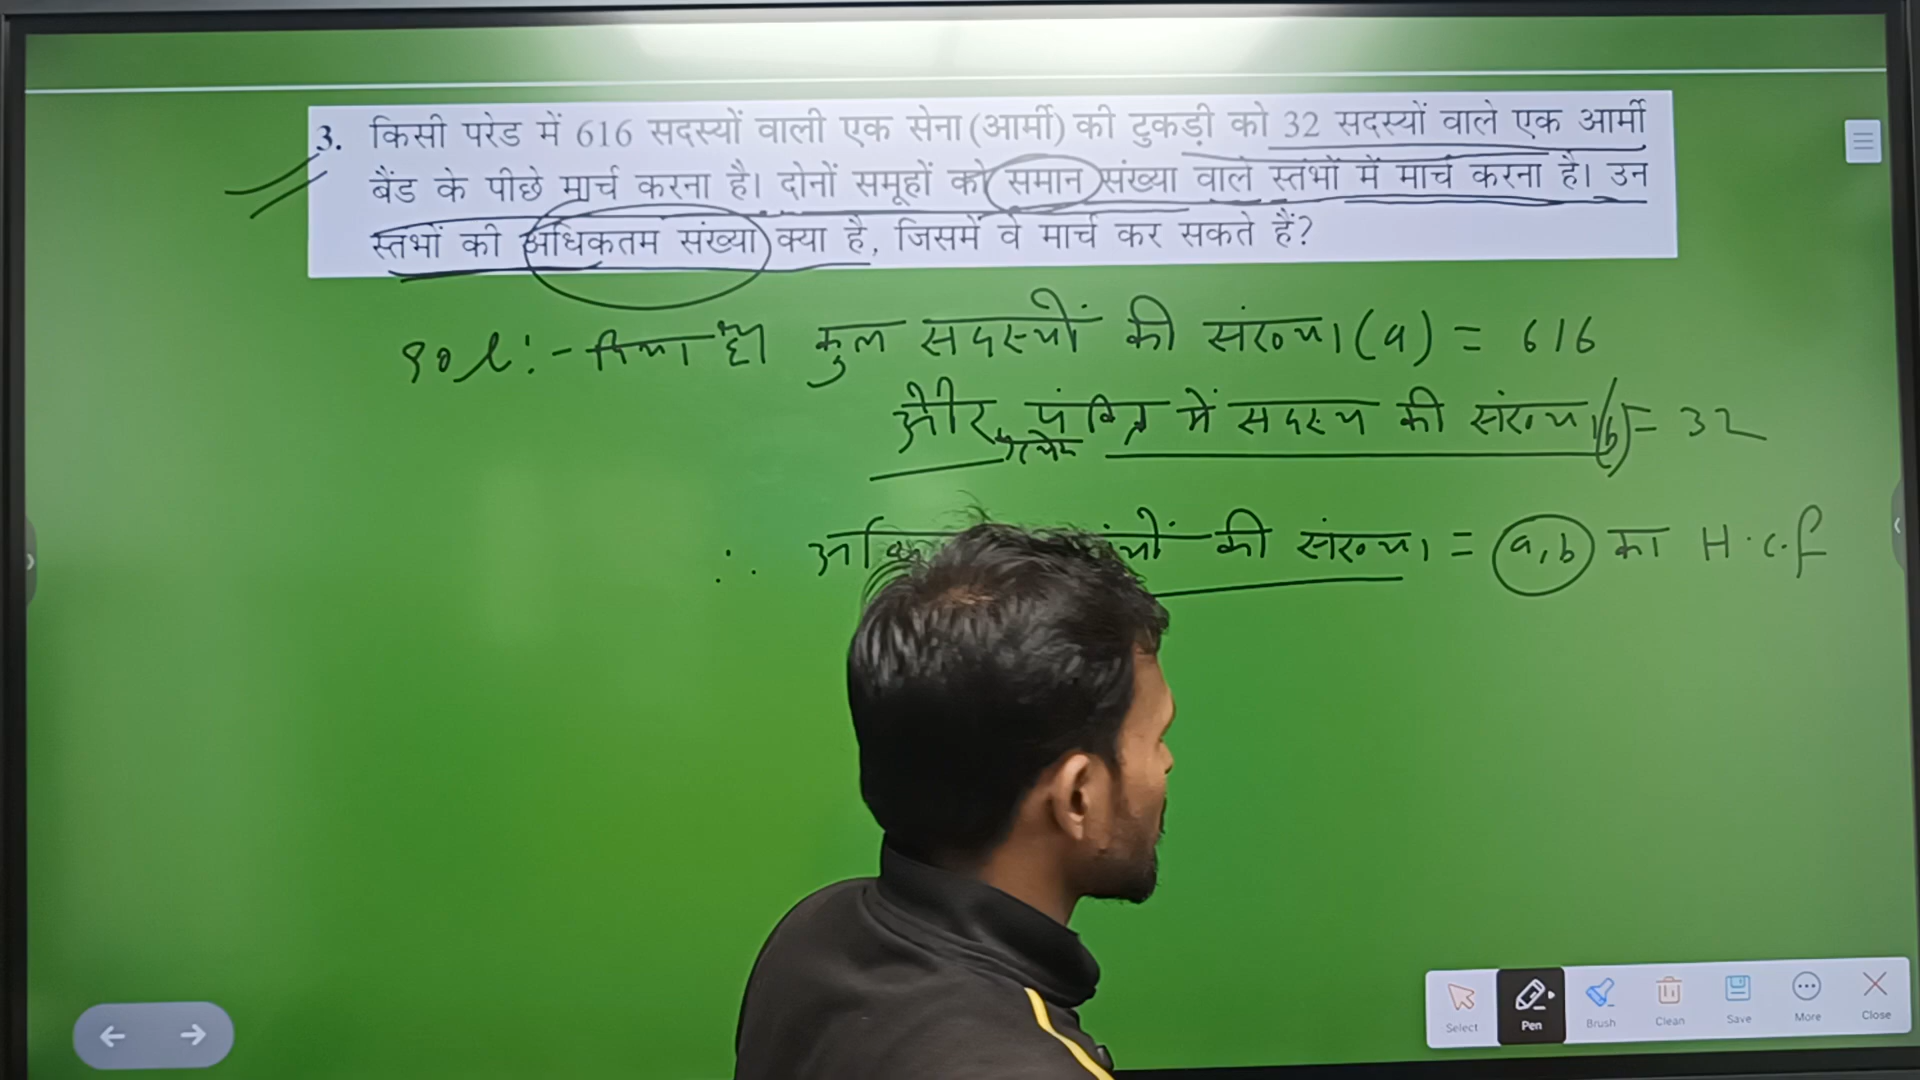 3. किसी परेड में 616 सदस्यों वाली एक सेना (आर्मी) की टुकड़ी को 32 सदस्यों वाले एक आर्मी
बैंड के पीछे मार्च करना है। दोनों समूहों को समान संख्या वाले स्तंभों में मार्च करना है। उन
स्तंभों की अधिकतम संख्या क्या है, जिसमें वे मार्च कर सकते हैं?
sol:- दिया है कुल सदस्यों की संख्या (a) = 616
और प्रत्येक पंक्ति में सदस्य की संख्या (b) = 32
∴ की संख्या = a, b का H.C.f
Select Pen Brush Clean Save More Close